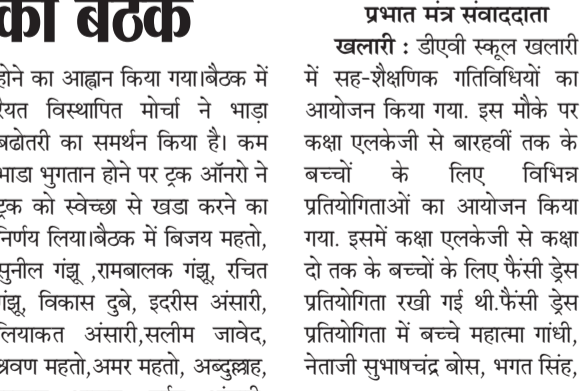 की बैठक
होने का आह्वान किया गया।बैठक में
रैयत विस्थापित मोर्चा ने भाड़ा
बढोतरी का समर्थन किया है। कम
भाडा भुगतान होने पर ट्रक ऑनरो ने
ट्रक को स्वेच्छा से खडा करने का
निर्णय लिया।बैठक में बिजय महतो,
सुनील गंझू ,रामबालक गंझू, रचित
गंझू, विकास दुबे, इदरीस अंसारी,
लियाकत अंसारी,सलीम जावेद,
श्रवण महतो,अमर महतो, अब्दुल्लाह,
प्रभात मंत्र संवाददाता
खलारी : डीएवी स्कूल खलारी
में सह-शैक्षणिक गतिविधियों का
आयोजन किया गया. इस मौके पर
कक्षा एलकेजी से बारहवीं तक के
बच्चों के लिए विभिन्न
प्रतियोगिताओं का आयोजन किया
गया. इसमें कक्षा एलकेजी से कक्षा
दो तक के बच्चों के लिए फैंसी ड्रेस
प्रतियोगिता रखी गई थी.फैंसी ड्रेस
प्रतियोगिता में बच्चे महात्मा गांधी,
नेताजी सुभाषचंद्र बोस, भगत सिंह,